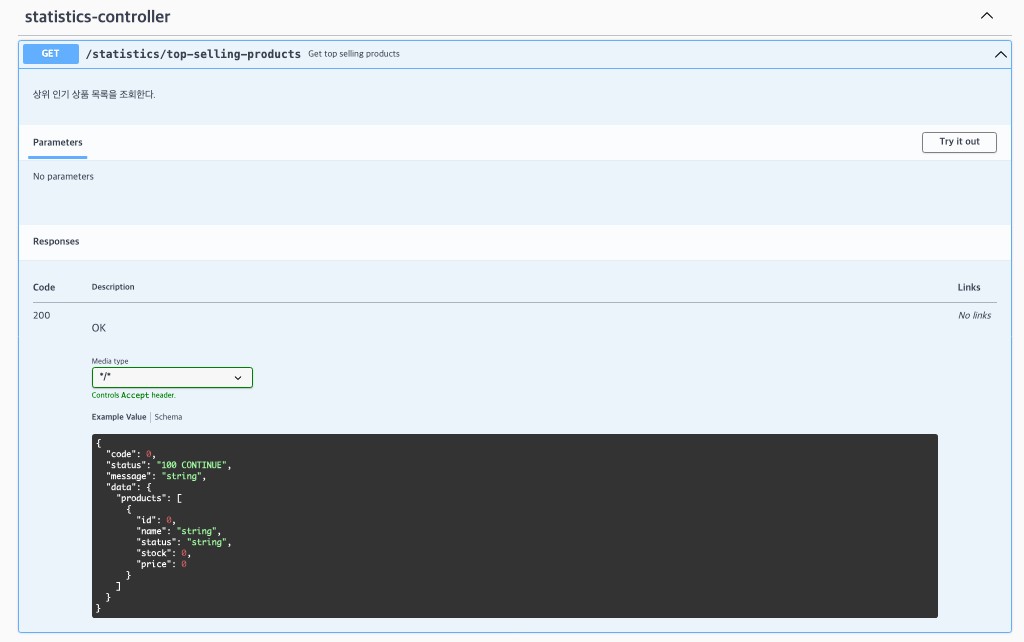 statistics-controller
GET /statistics/top-selling-products Get top selling products
상위 인기 상품 목록을 조회한다.
Parameters
Try it out
No parameters
Responses
Code Description Links
200 No links
OK
Media type
*/*
Controls Accept header.
Example Value Schema
{
  "code": 0,
  "status": "100 CONTINUE",
  "message": "string",
  "data": {
    "products": [
      {
        "id": 0,
        "name": "string",
        "status": "string",
        "stock": 0,
        "price": 0
      }
    ]
  }
}